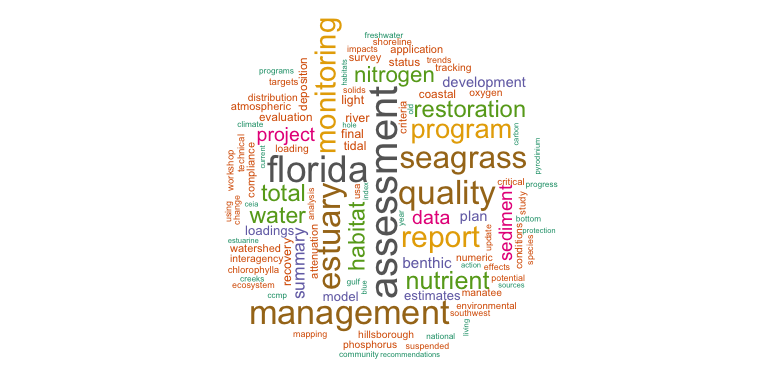 freshwater
shoreline
monitoring
impacts
application
survey
status
trends
programs
habitats
nitrogen
tracking
targets
deposition
solids
development
distribution
light
coastal
oxygen
atmospheric
old
restoration
evaluation
river
criteria
climate
hole
program
carbon
project
final
assessment
technical
loading
tidal
pyrodinium
workshop
compliance
current
florida
seagrass
total
usa
index
quality
critical
progress
using
change
ceia
analysis
estuary
habitat
year
data
plan
sediment
study
water
bottom
estuarine
loadings
report
update
conditions
protection
watershed
summary
recovery
attenuation
species
interagency
benthic
numeric
chlorophyll
action
effects
creeks
gulf
nutrient
potential
ecosystem
blue
sources
ccmp
model
estimates
manatee
management
environmental
southwest
living
mapping
hillsborough
national
phosphorus
suspended
community
recommendations